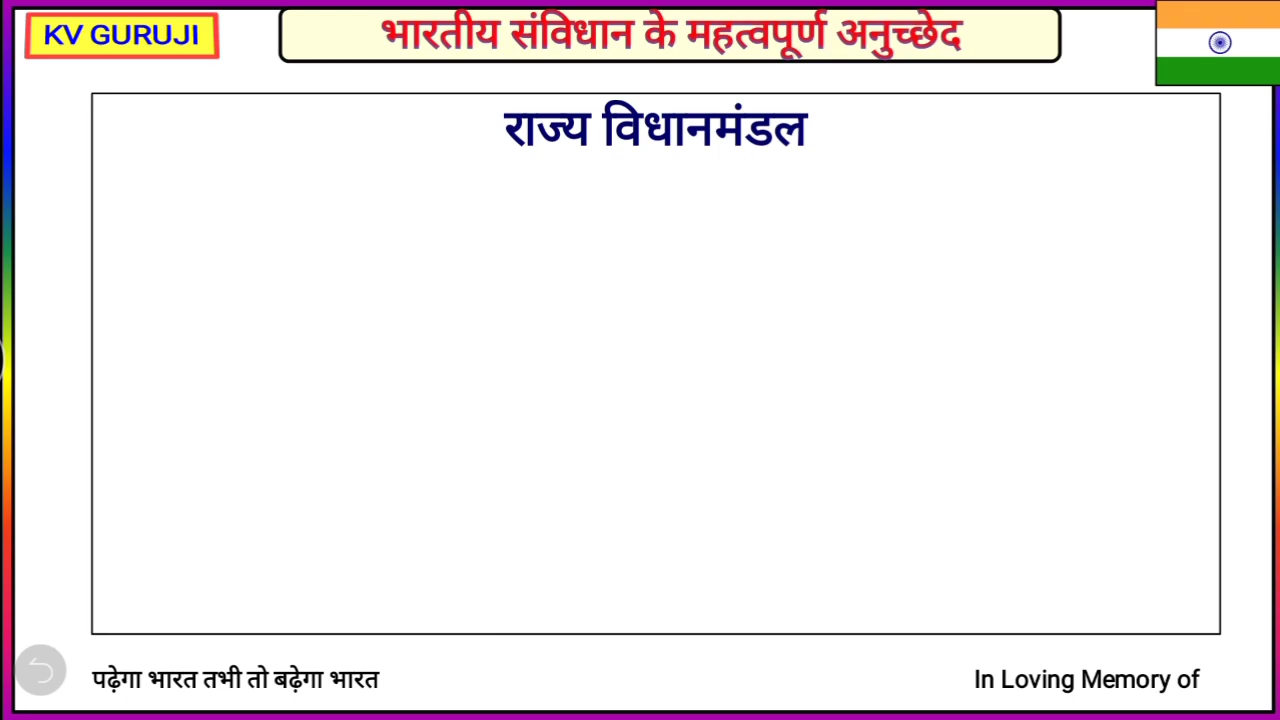 KV GURUJI
भारतीय संविधान के महत्वपूर्ण अनुच्छेद
राज्य विधानमंडल
पढ़ेगा भारत तभी तो बढ़ेगा भारत
In Loving Memory of